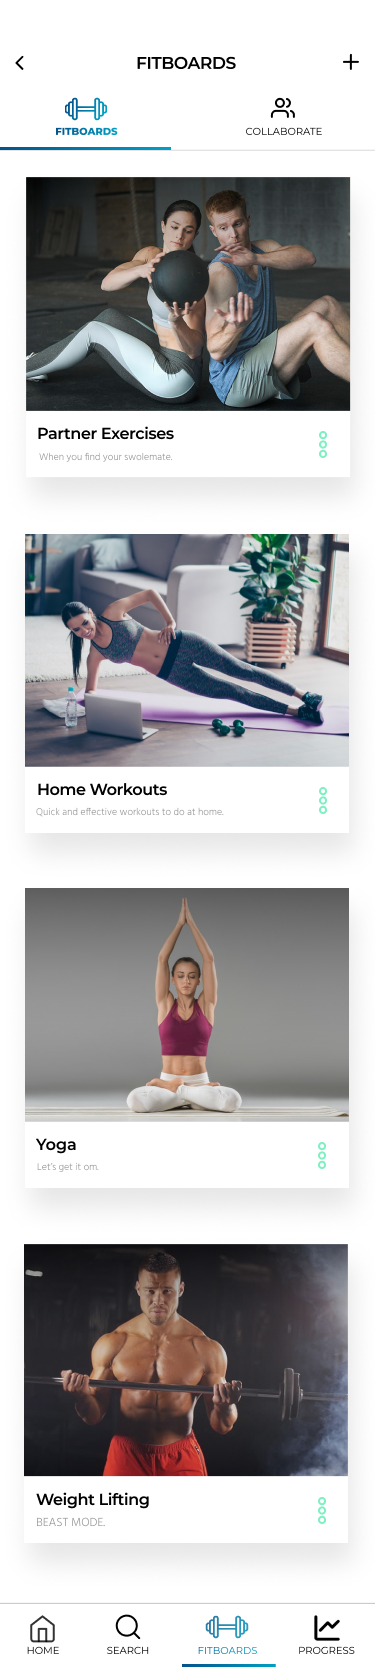 FITBOARDS
FITBOARDS
COLLABORATE
Partner Exercises
When you find your swolemate.
Home Workouts
Quick and effective workouts to do at home.
Yoga
Let's get it om.
Weight Lifting
BEAST MODE.
HOME
SEARCH
FITBOARDS
PROGRESS